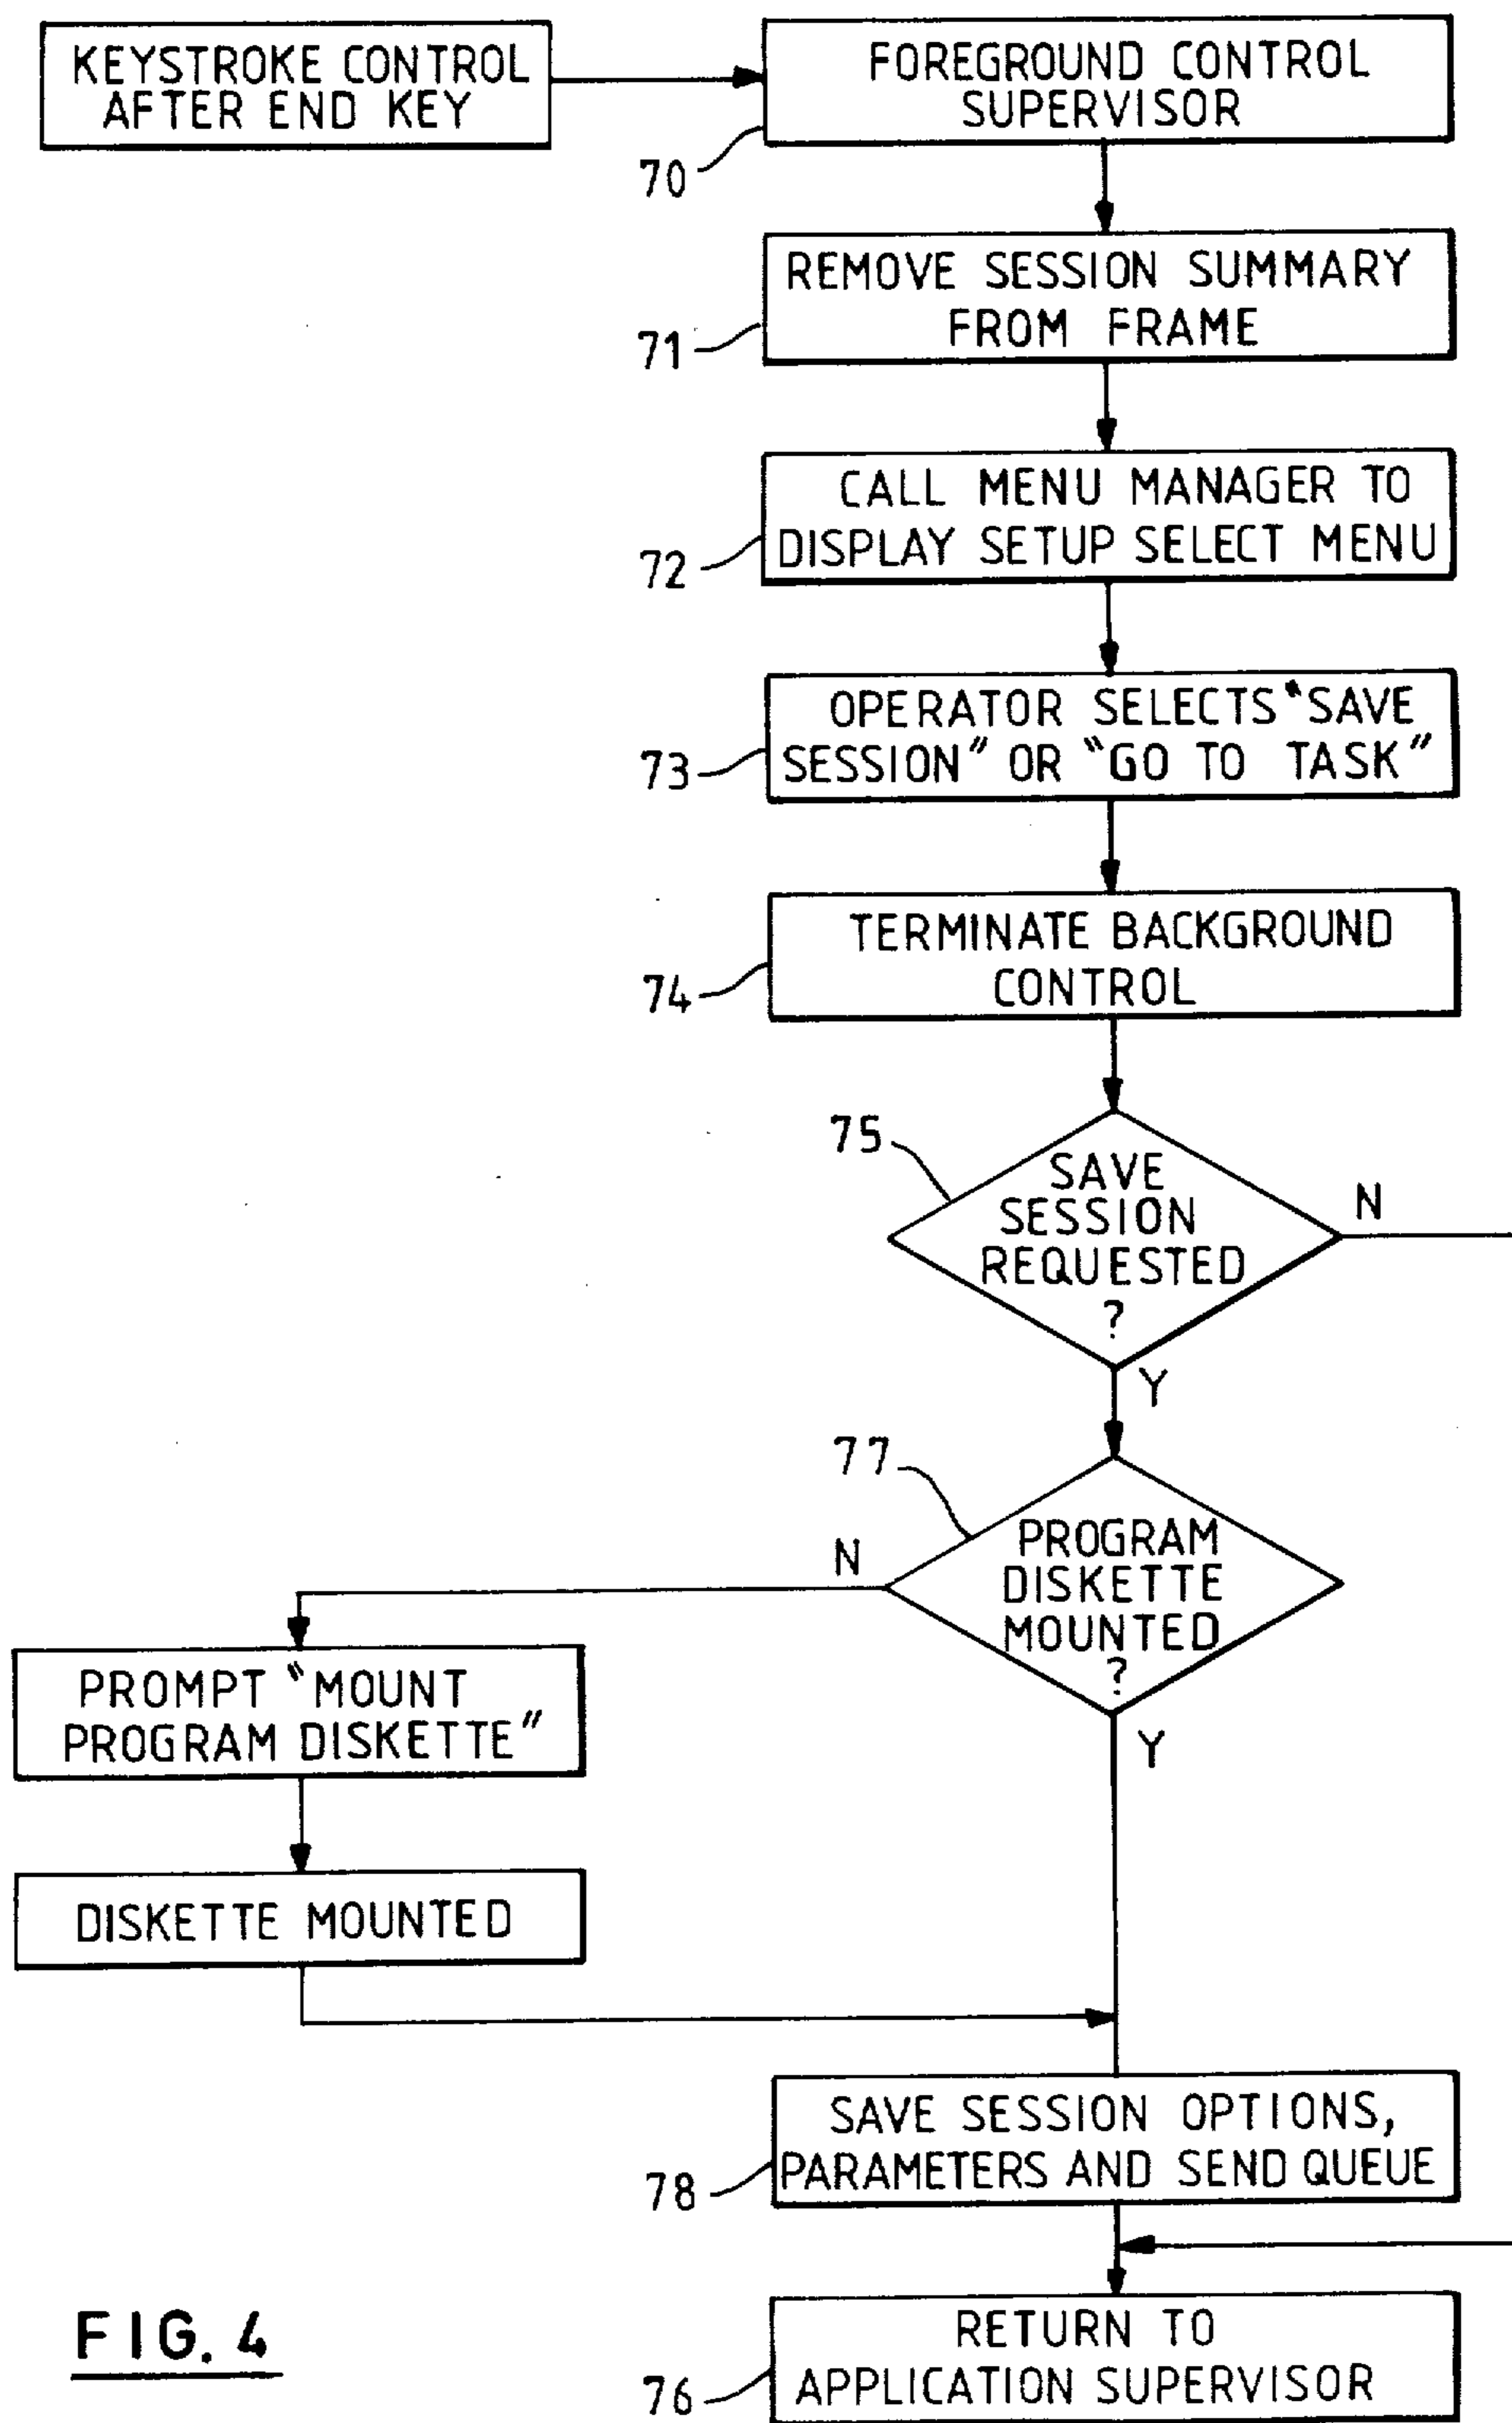 KEYSTROKE CONTROL
AFTER END KEY
FOREGROUND CONTROL
SUPERVISOR
70
REMOVE SESSION SUMMARY
FROM FRAME
71
CALL MENU MANAGER TO
DISPLAY SETUP SELECT MENU
72
OPERATOR SELECTS "SAVE
SESSION" OR "GO TO TASK"
73
TERMINATE BACKGROUND
CONTROL
74
75
SAVE
SESSION
REQUESTED
?
N
Y
77
PROGRAM
DISKETTE
MOUNTED
?
N
Y
PROMPT "MOUNT
PROGRAM DISKETTE"
DISKETTE MOUNTED
SAVE SESSION OPTIONS,
PARAMETERS AND SEND QUEUE
78
RETURN TO
APPLICATION SUPERVISOR
76
FIG. 4